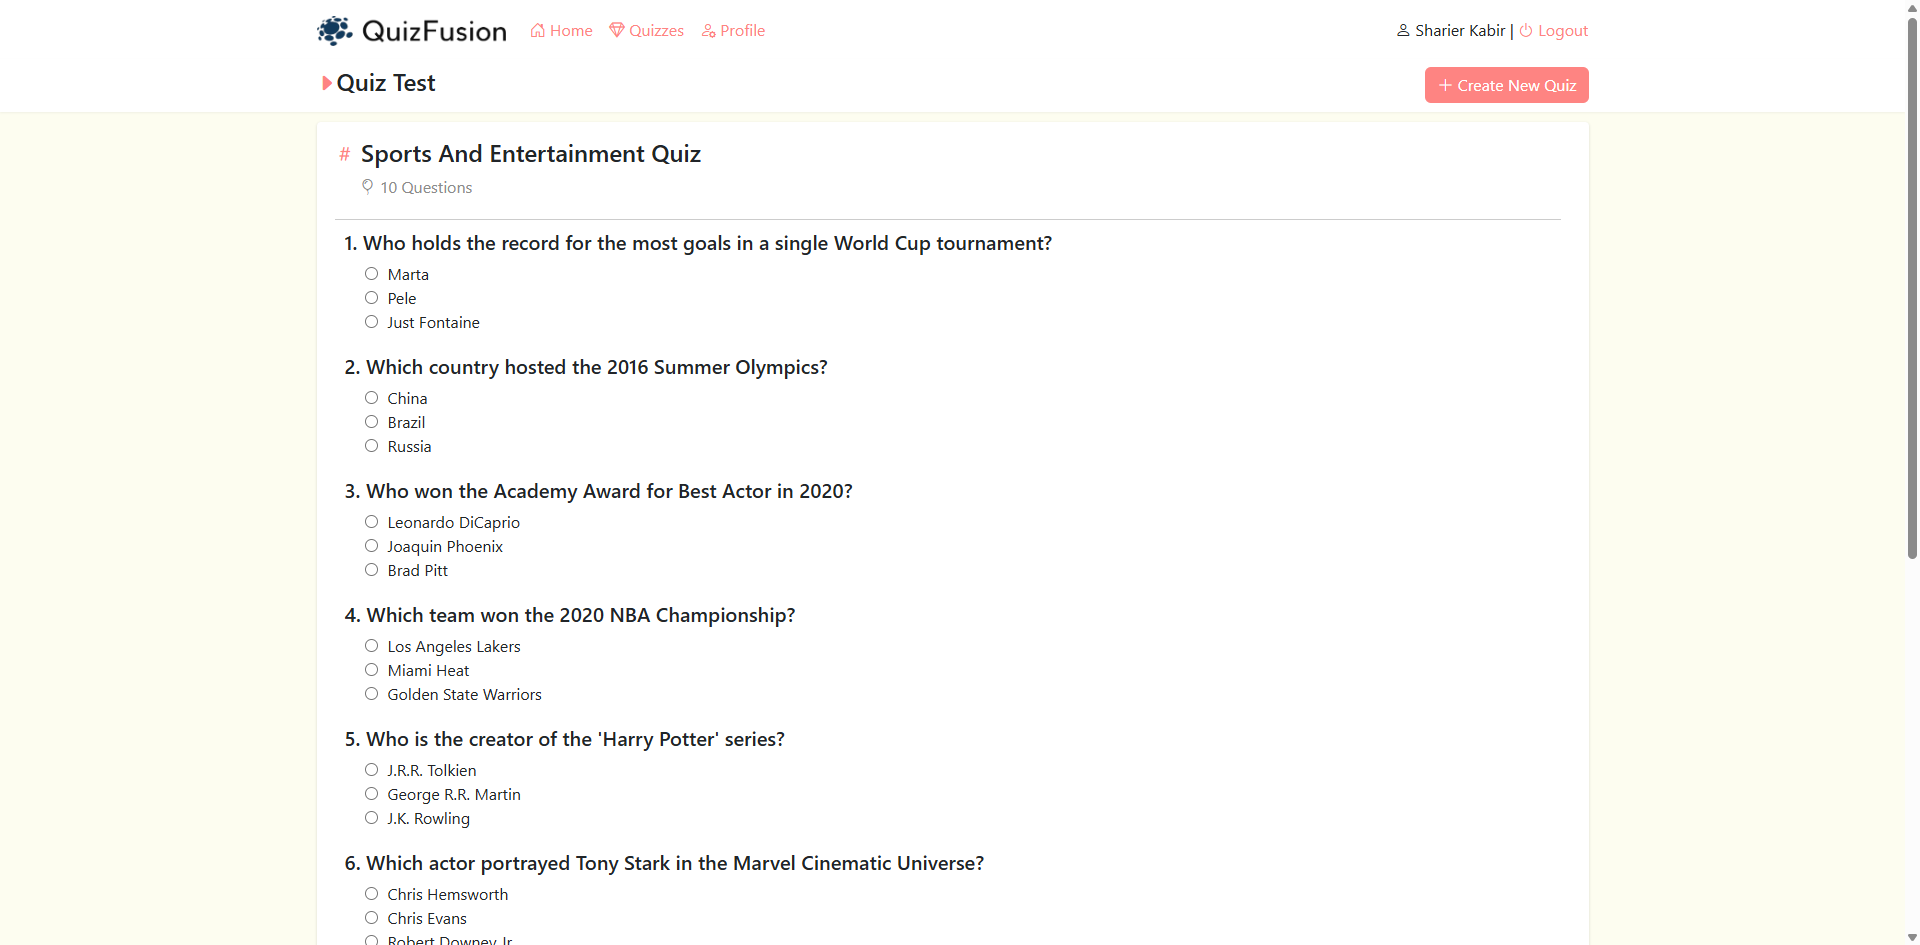 QuizFusion Home Quizzes Profile Sharier Kabir | Logout
Quiz Test + Create New Quiz
# Sports And Entertainment Quiz
10 Questions
1. Who holds the record for the most goals in a single World Cup tournament?
Marta
Pele
Just Fontaine
2. Which country hosted the 2016 Summer Olympics?
China
Brazil
Russia
3. Who won the Academy Award for Best Actor in 2020?
Leonardo DiCaprio
Joaquin Phoenix
Brad Pitt
4. Which team won the 2020 NBA Championship?
Los Angeles Lakers
Miami Heat
Golden State Warriors
5. Who is the creator of the 'Harry Potter' series?
J.R.R. Tolkien
George R.R. Martin
J.K. Rowling
6. Which actor portrayed Tony Stark in the Marvel Cinematic Universe?
Chris Hemsworth
Chris Evans
Robert Downey Jr